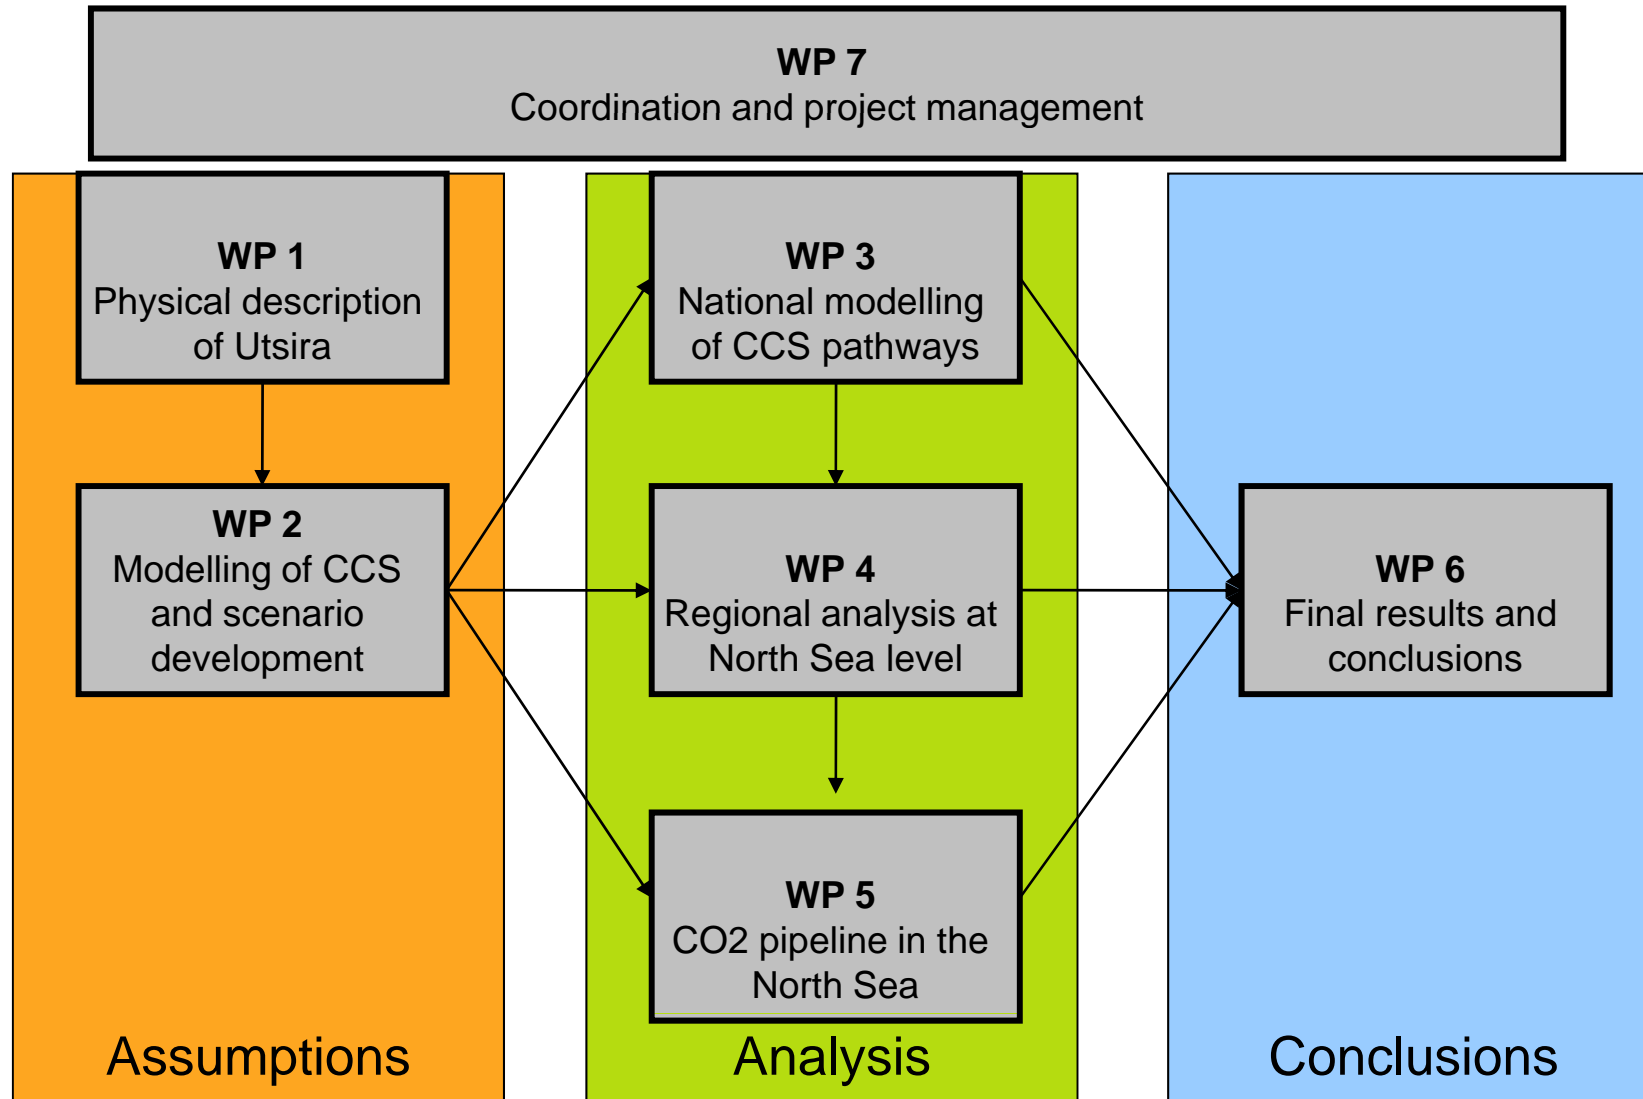 WP 7
Coordination and project management
WP 1
Physical description
of Utsira
WP 2
Modelling of CCS
and scenario
development
Assumptions
WP 3
National modelling
of CCS pathways
WP 4
Regional analysis at
North Sea level
WP 5
CO2 pipeline in the
North Sea
Analysis
WP 6
Final results and
conclusions
Conclusions